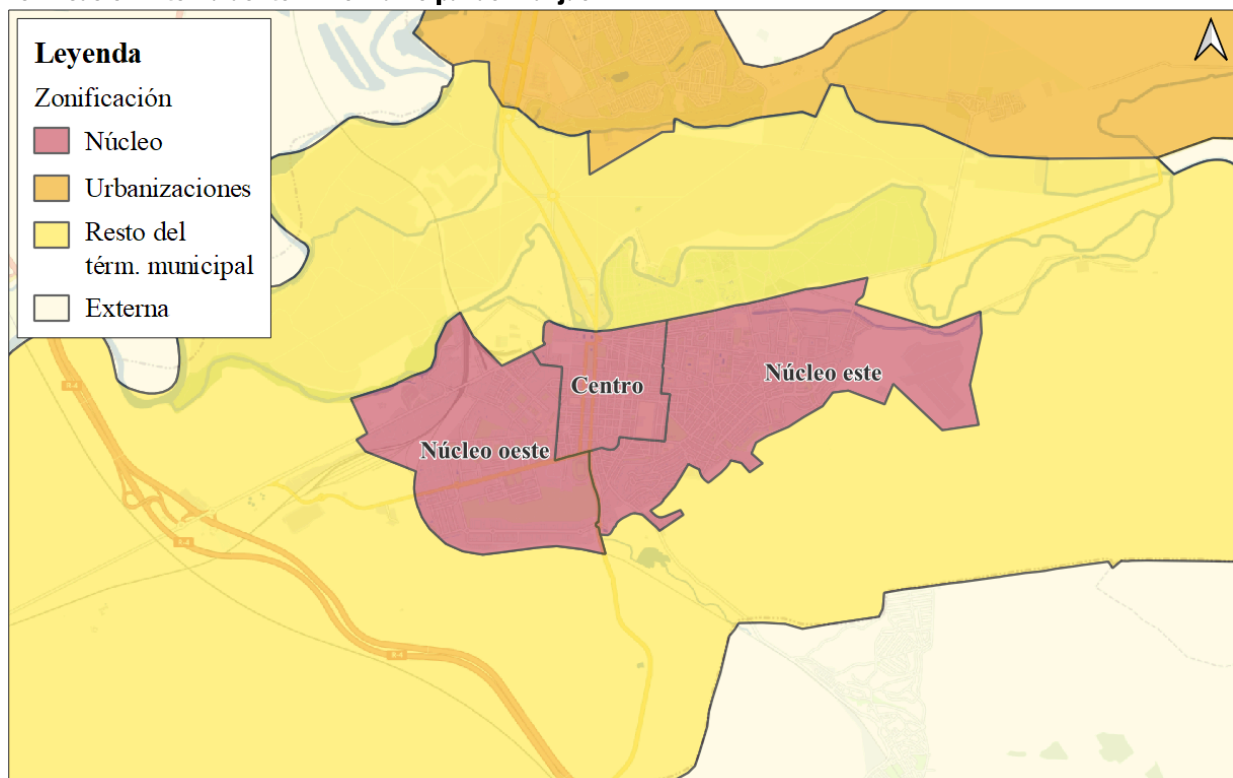 Leyenda
Zonificación
Núcleo
Urbanizaciones
Resto del
térm. municipal
Externa
Centro
Núcleo este
Núcleo oeste